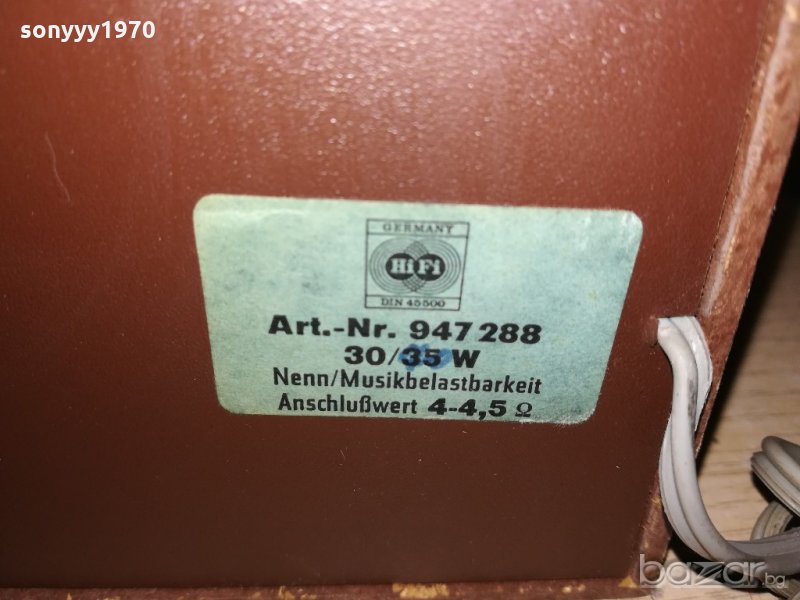 sonyyy1970
GERMANY
HiFi
DIN 45500
Art.-Nr. 947 288
30/35 W
Nenn/Musikbelastbarkeit
Anschlußwert 4-4,5 Ω
bazar.bg